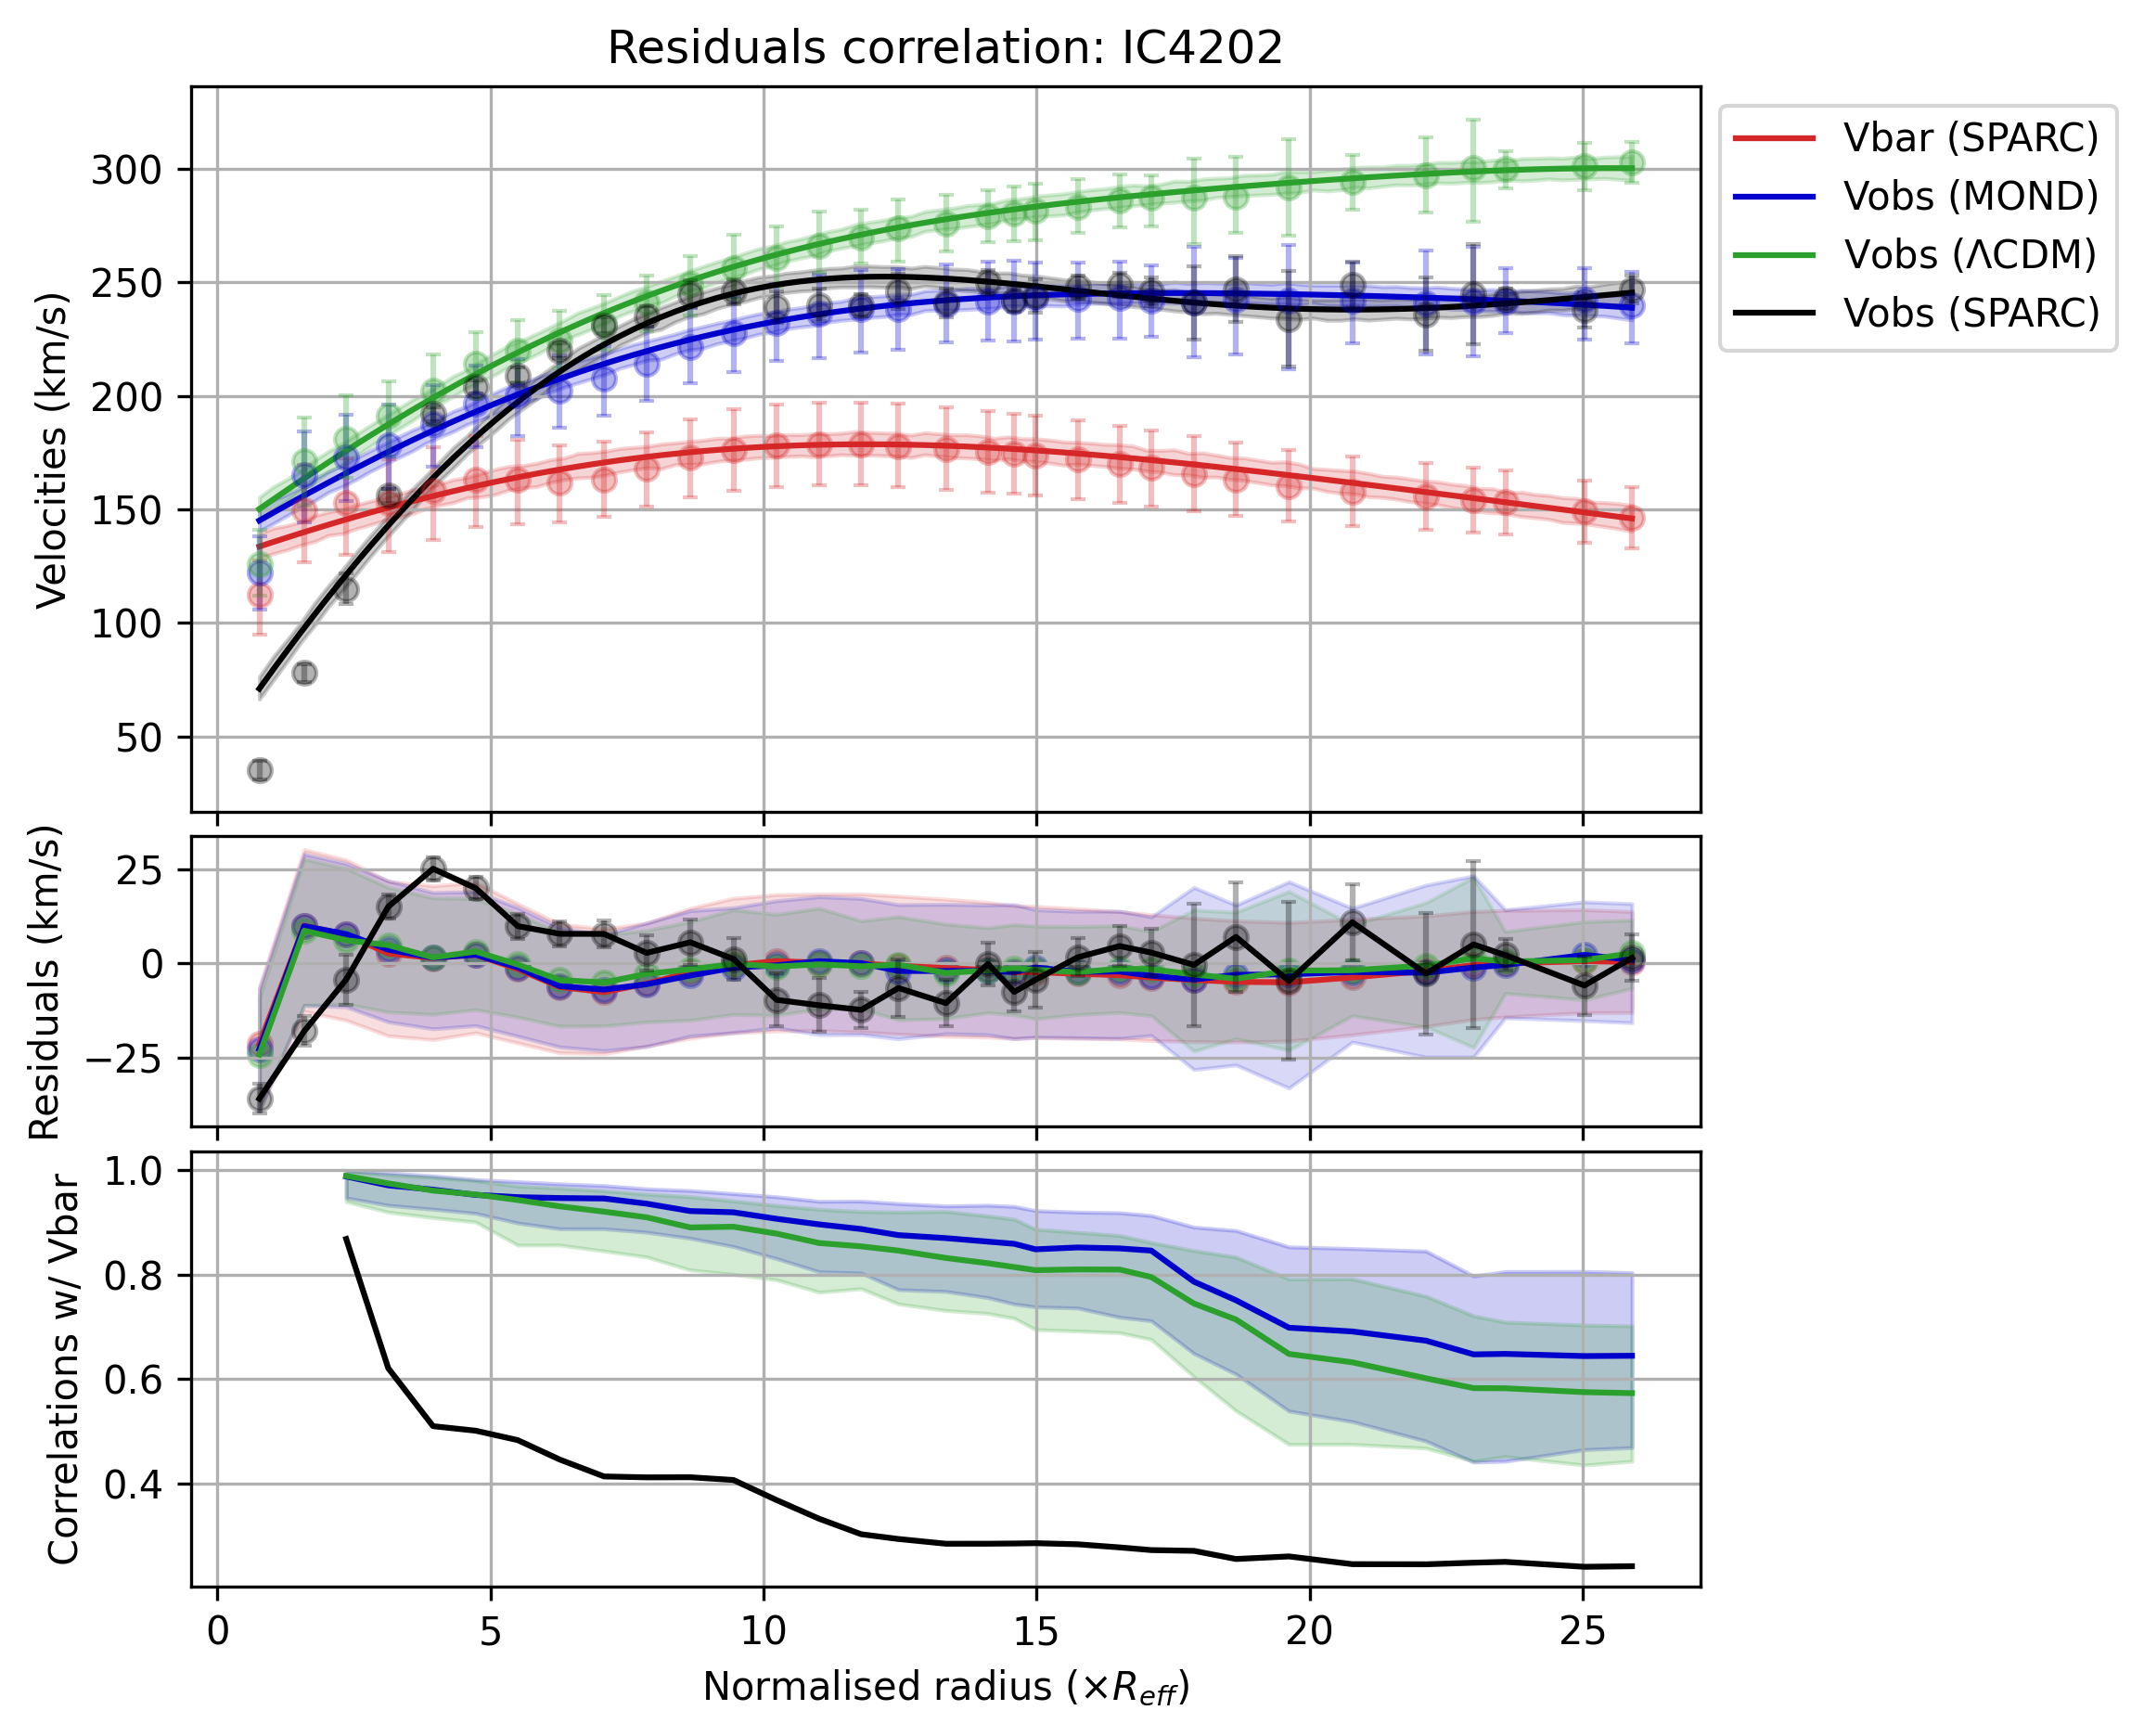 Residuals correlation: IC4202
Velocities (km/s)
300
250
200
150
100
50
Vbar (SPARC)
Vobs (MOND)
Vobs (ΛCDM)
Vobs (SPARC)
Residuals (km/s)
25
0
−25
Correlations w/ Vbar
1.0
0.8
0.6
0.4
0 5 10 15 20 25
Normalised radius (×R_eff)